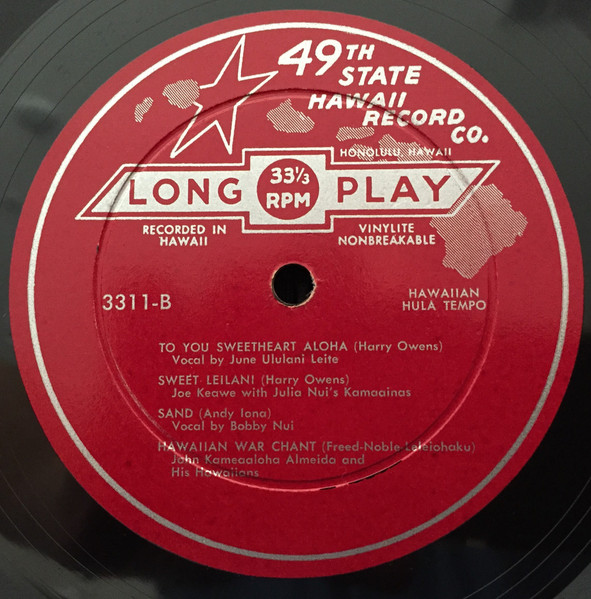 49TH
STATE
HAWAII
RECORD
CO.
HONOLULU, HAWAII
LONG 33⅓ RPM PLAY
RECORDED IN
HAWAII
VINYLITE
NONBREAKABLE
3311-B
HAWAIIAN
HULA TEMPO
TO YOU SWEETHEART ALOHA (Harry Owens)
Vocal by June Ululani Leite
SWEET LEILANI (Harry Owens)
Joe Keawe with Julia Nui's Kamaainas
SAND (Andy Iona)
Vocal by Bobby Nui
HAWAIIAN WAR CHANT (Freed-Noble-Leleiohaku)
John Kameaaloha Almeida and
His Hawaiians